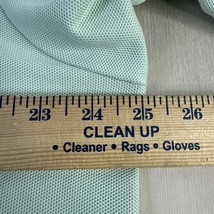 23 24 25 26
CLEAN UP
• Cleaner • Rags • Gloves